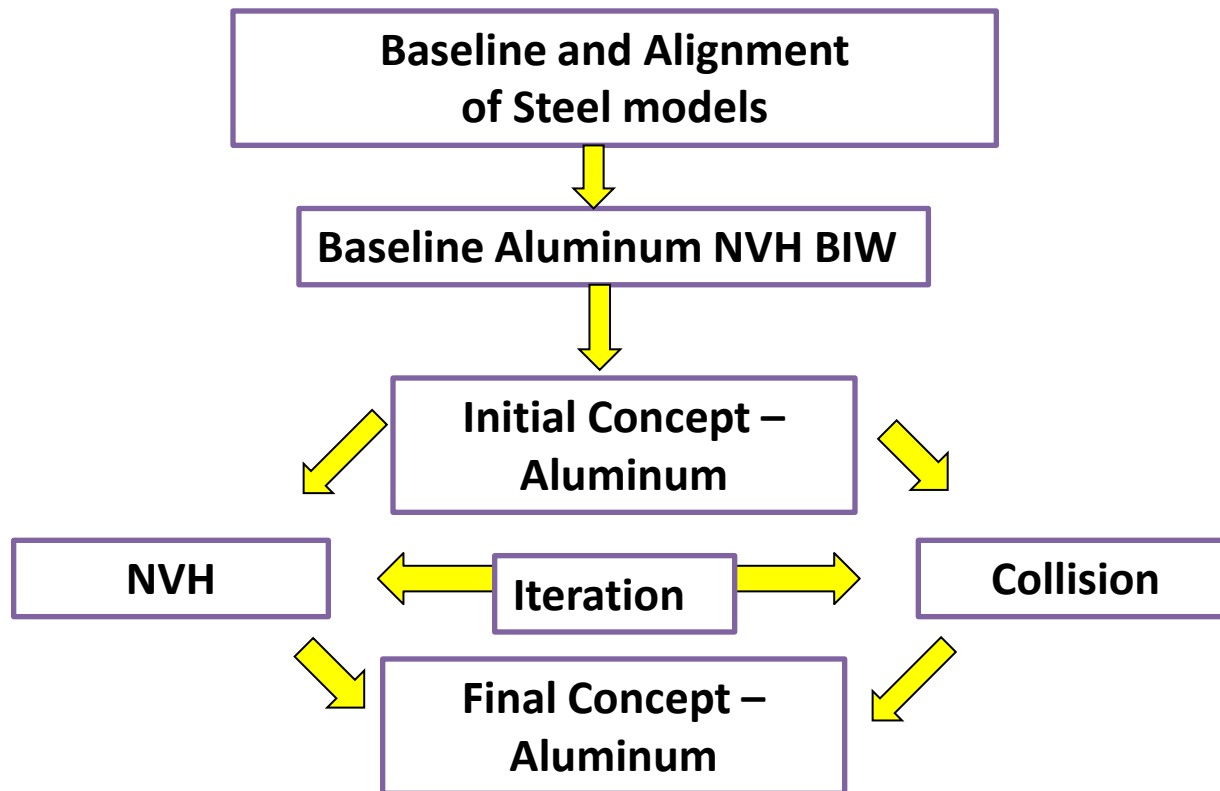 Baseline and Alignment
of Steel models
Baseline Aluminum NVH BIW
Initial Concept –
Aluminum
NVH
Iteration
Collision
Final Concept –
Aluminum